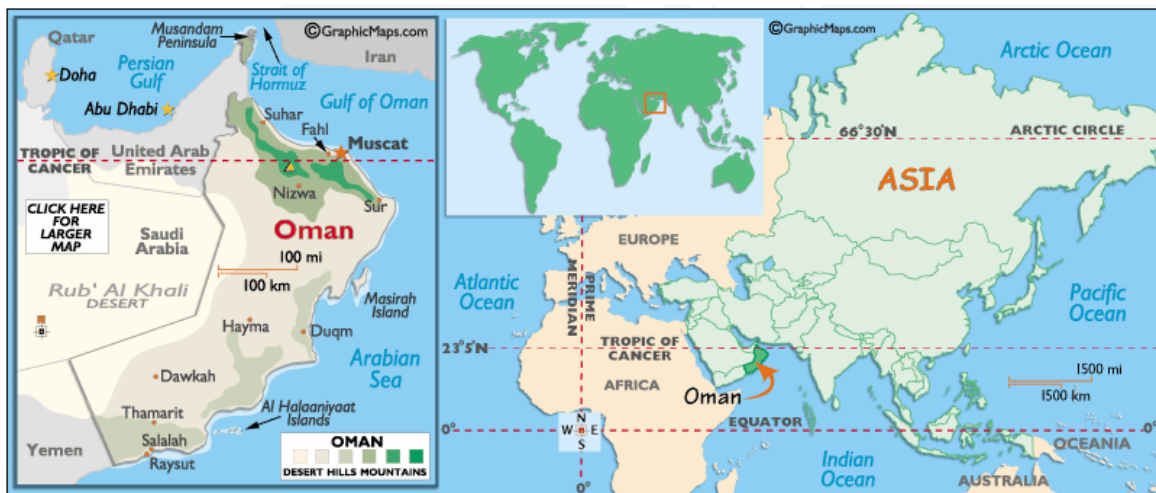 ©GraphicMaps.com
Qatar
Musandam
Peninsula
Iran
Doha
Persian
Gulf
Strait of
Hormuz
Abu Dhabi
Gulf of Oman
Suhar
Fahl
Muscat
TROPIC OF
CANCER
United Arab
Emirates
Nizwa
Sur
CLICK HERE
FOR
LARGER
MAP
Saudi
Arabia
Oman
100 mi
100 km
Rub' Al Khali
DESERT
Masirah
Island
Hayma
Duqm
Arabian
Sea
Dawkah
Al Halaaniyaat
Islands
Thamarit
Salalah
Raysut
Yemen
OMAN
DESERT HILLS MOUNTAINS
©GraphicMaps.com
Arctic Ocean
66°30'N
ARCTIC CIRCLE
ASIA
EUROPE
Atlantic
Ocean
PRIME
MERIDIAN
Pacific
Ocean
23°5'N
TROPIC OF
CANCER
AFRICA
Oman
1500 mi
1500 km
EQUATOR
N
W E
S
0°
0°
OCEANIA
Indian
Ocean
AUSTRALIA
0°